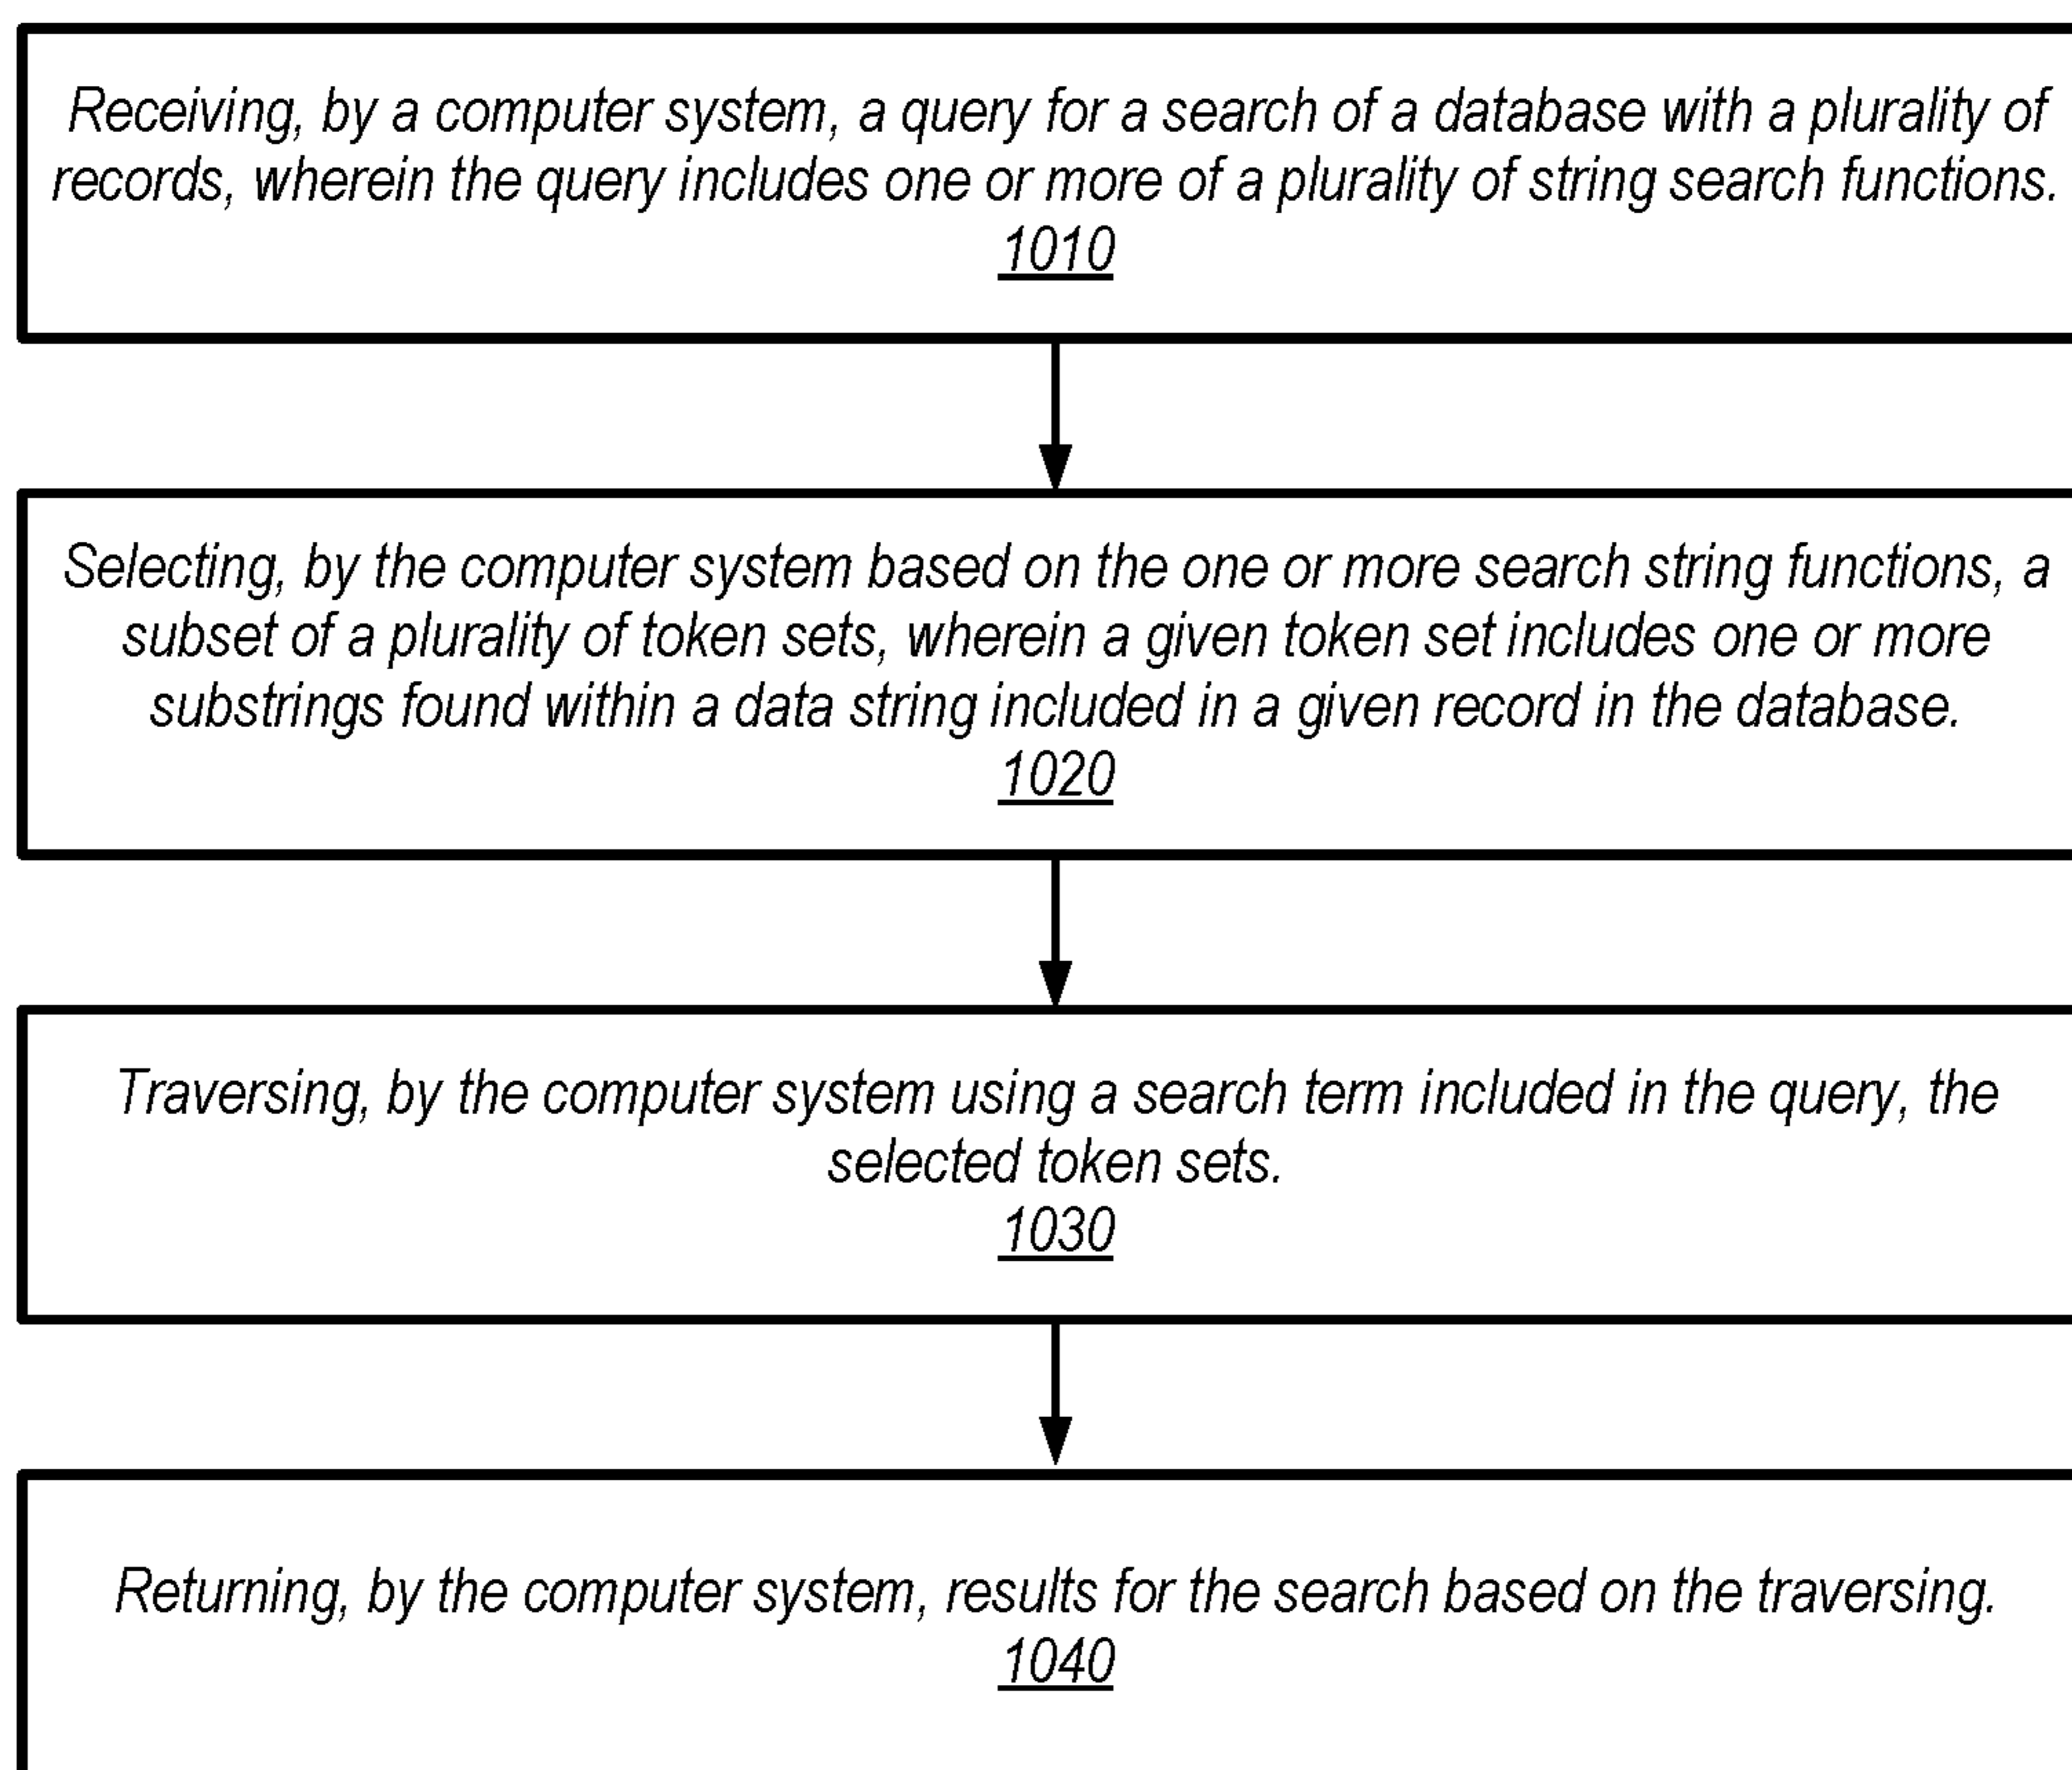 Receiving, by a computer system, a query for a search of a database with a plurality of
records, wherein the query includes one or more of a plurality of string search functions.
1010
Selecting, by the computer system based on the one or more search string functions, a
subset of a plurality of token sets, wherein a given token set includes one or more
substrings found within a data string included in a given record in the database.
1020
Traversing, by the computer system using a search term included in the query, the
selected token sets.
1030
Returning, by the computer system, results for the search based on the traversing.
1040